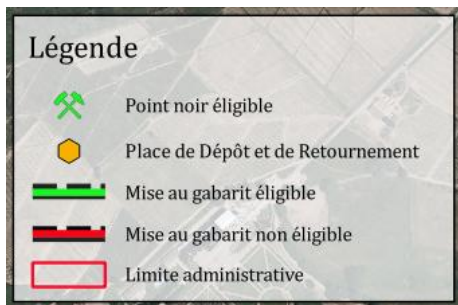 Légende
Point noir éligible
Place de Dépôt et de Retournement
Mise au gabarit éligible
Mise au gabarit non éligible
Limite administrative